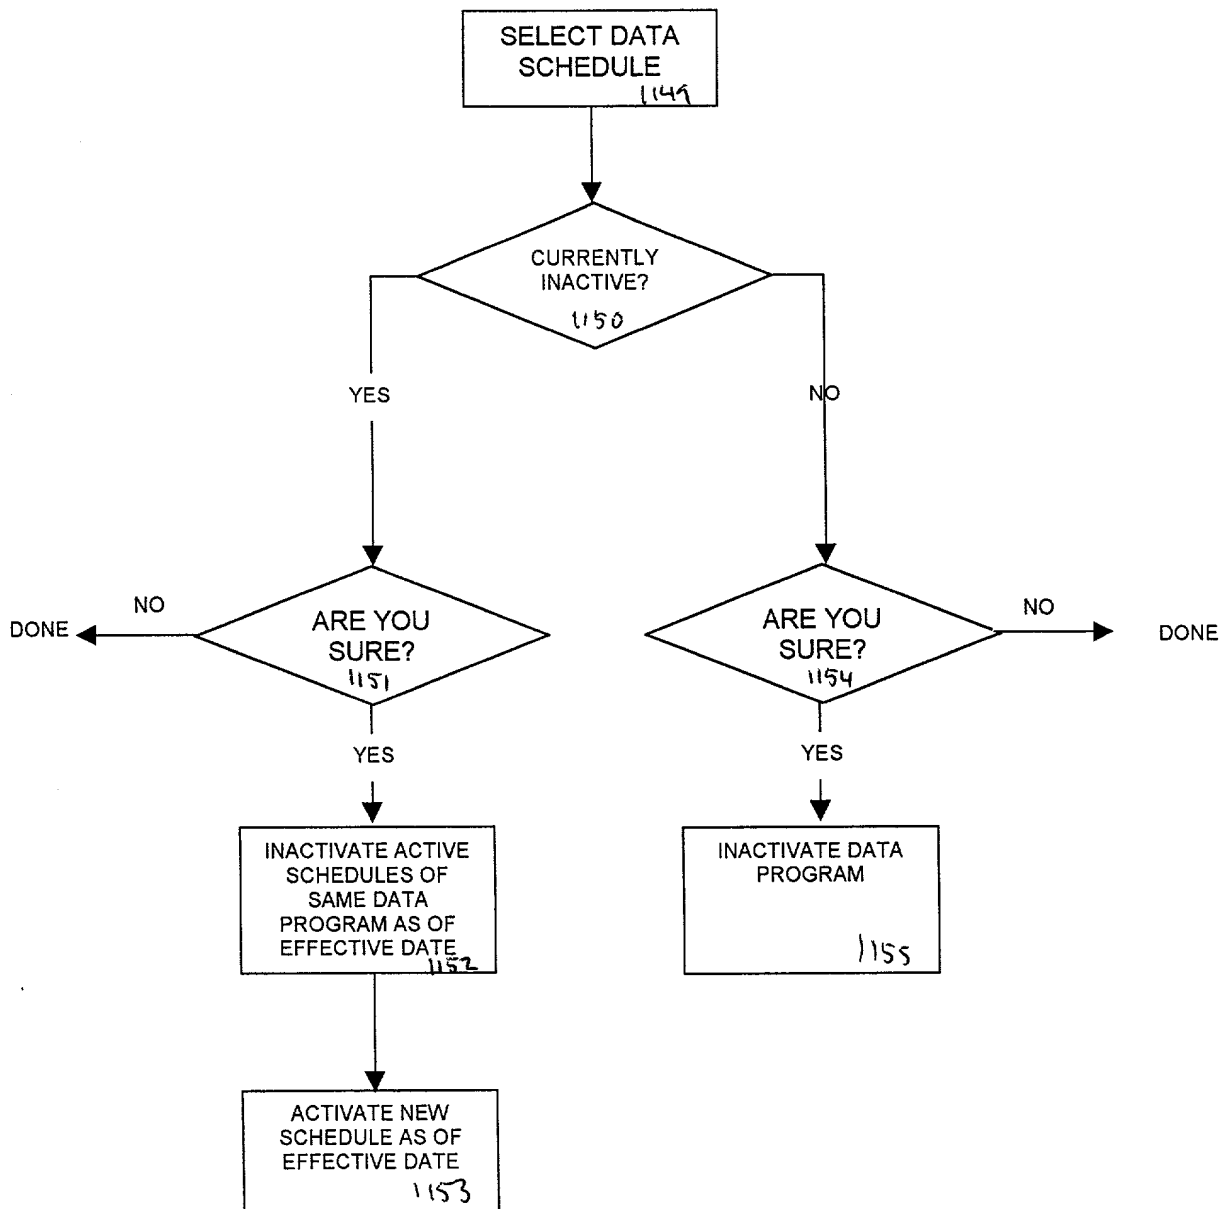 SELECT DATA
SCHEDULE
1149
CURRENTLY
INACTIVE?
1150
YES
NO
ARE YOU
SURE?
1151
NO
DONE
ARE YOU
SURE?
1154
NO
DONE
YES
YES
INACTIVATE ACTIVE
SCHEDULES OF
SAME DATA
PROGRAM AS OF
EFFECTIVE DATE
1152
INACTIVATE DATA
PROGRAM
1155
ACTIVATE NEW
SCHEDULE AS OF
EFFECTIVE DATE
1153